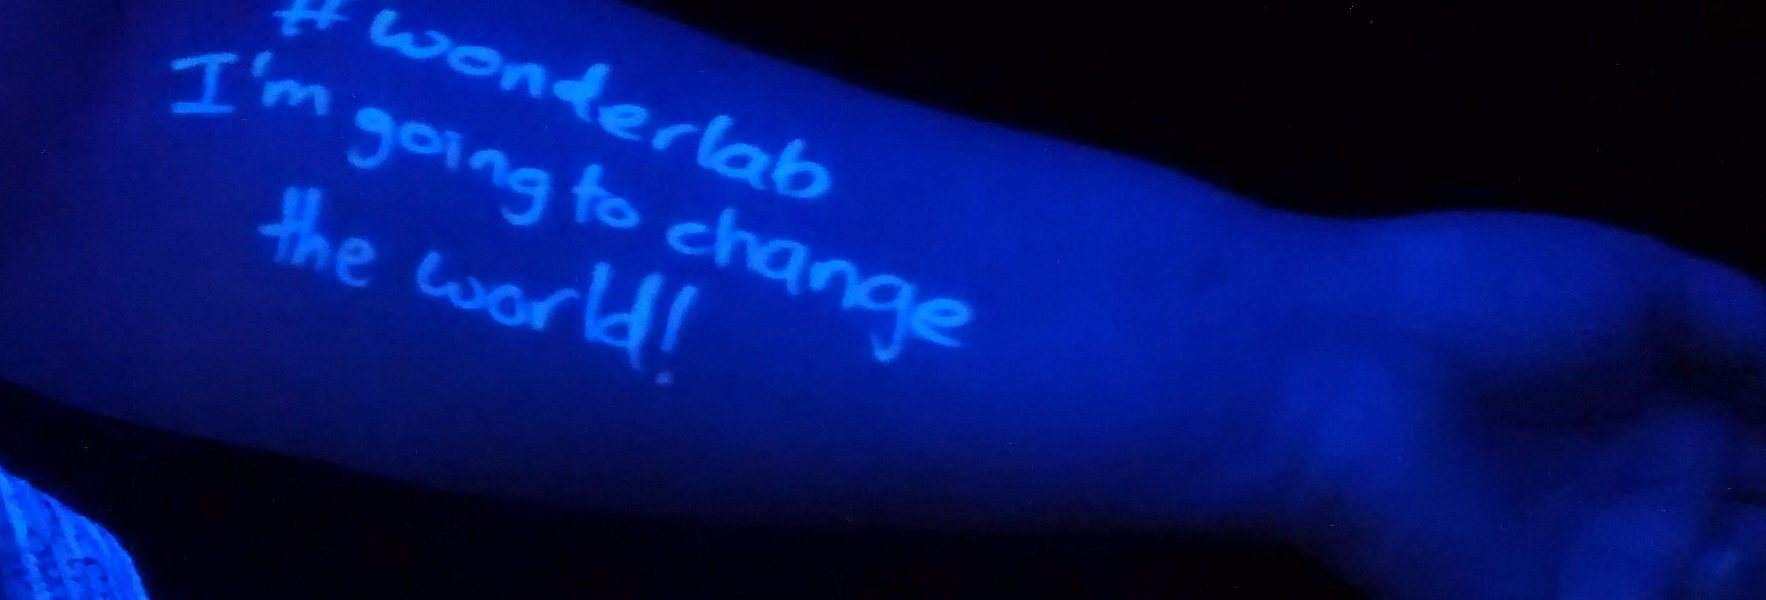 #wonderlab
I'm going to change
the world!